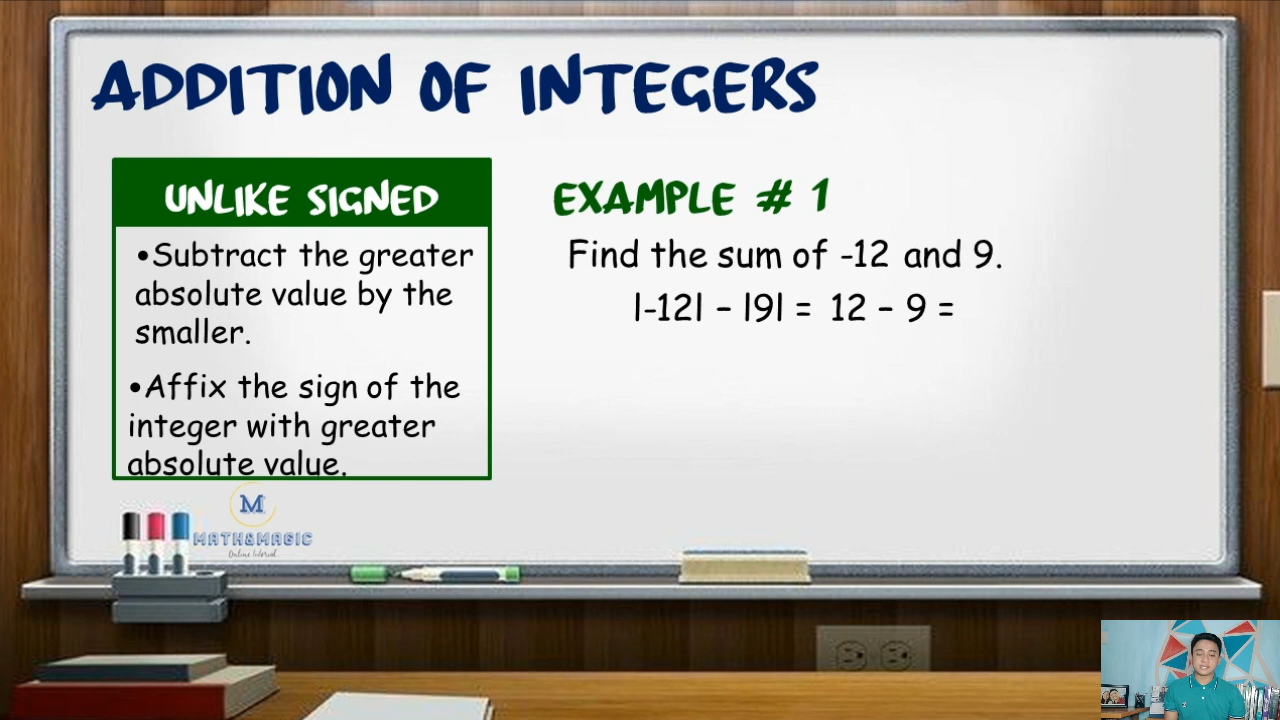 ADDITION OF INTEGERS
UNLIKE SIGNED
•Subtract the greater
absolute value by the
smaller.
•Affix the sign of the
integer with greater
absolute value.
EXAMPLE # 1
Find the sum of -12 and 9.
|-12| – |9| = 12 – 9 =
M
MATH&MAGIC
Online Tutorial